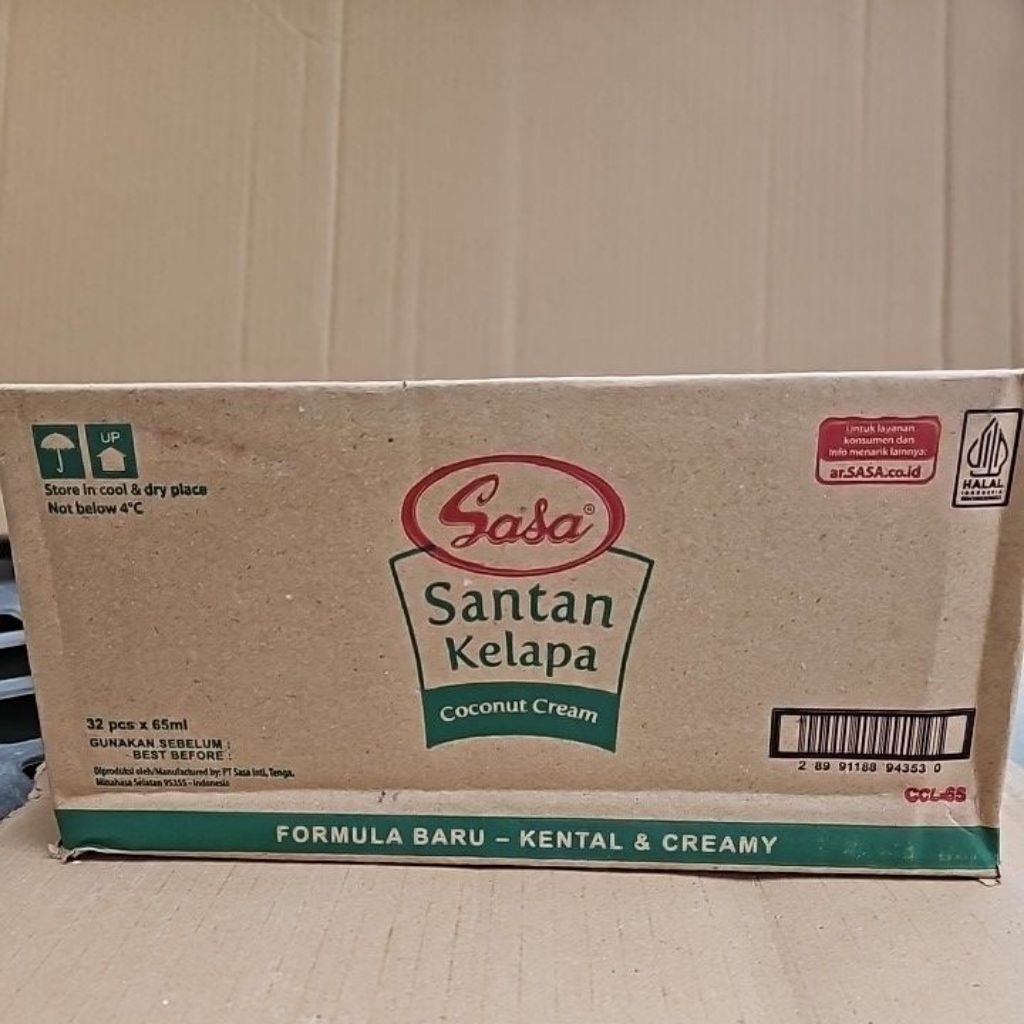 UP
Store in cool & dry place
Not below 4°C
Untuk layanan
konsumen dan
info menarik lainnya:
ar.SASA.co.id
HALAL
INDONESIA
Sasa®
Santan
Kelapa
Coconut Cream
32 pcs x 65ml
GUNAKAN SEBELUM :
BEST BEFORE :
Diproduksi oleh/Manufactured by: PT Sasa Inti, Tenga,
Minahasa Selatan 95355 - Indonesia
2 89 91188 94353 0
CCL-65
FORMULA BARU – KENTAL & CREAMY